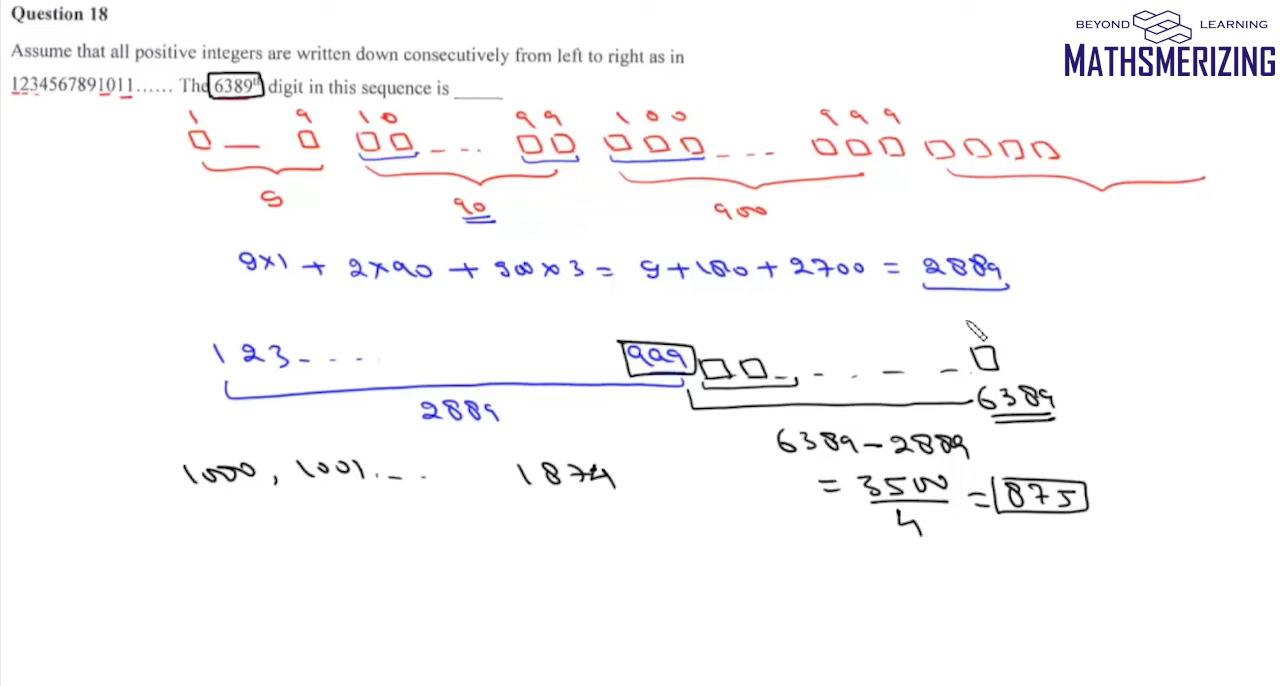 Question 18
BEYOND LEARNING
MATHSMERIZING
Assume that all positive integers are written down consecutively from left to right as in
1234567891011...... The 6389th digit in this sequence is _____
1 9 10 99 100 999
9 90 900
9×1 + 2×90 + 900×3 = 9+180+2700 = 2889
1 2 3 - - - - 999
2889 6389
6389-2889
1000, 1001. - - . 1874
= 3500/4 = 875